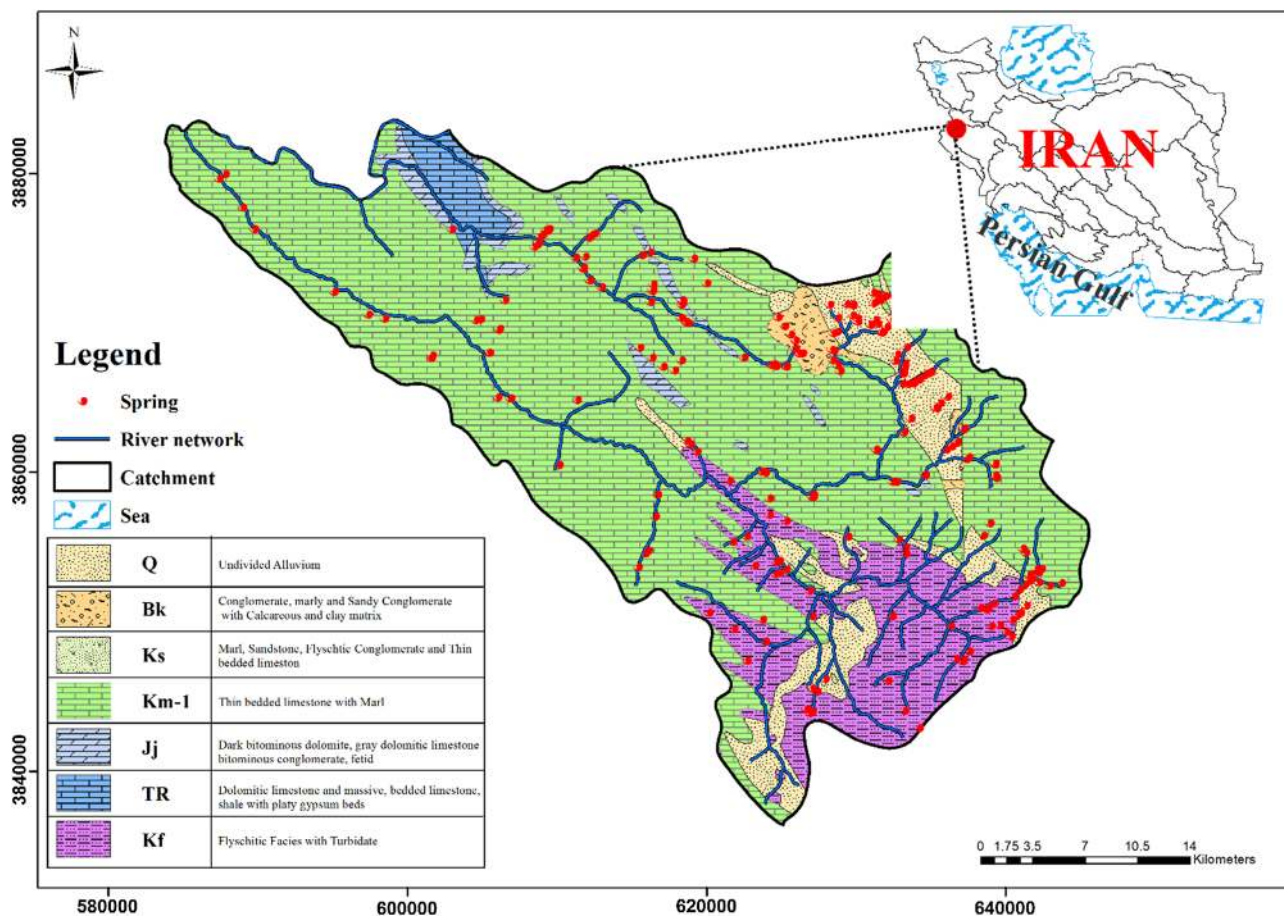 N
IRAN
Persian Gulf
3880000
3860000
3840000
Legend
Spring
River network
Catchment
Sea
Q Undivided Alluvium
Bk Conglomerate, marly and Sandy Conglomerate
with Calcareous and clay matrix
Ks Marl, Sandstone, Flyschtic Conglomerate and Thin
bedded limeston
Km-1 Thin bedded limestone with Marl
Jj Dark bitominous dolomite, gray dolomitic limestone
bitominous conglomerate, fetid
TR Dolomitic limestone and massive, bedded limestone,
shale with platy gypsum beds
Kf Flyschitic Facies with Turbidate
0 1.75 3.5 7 10.5 14
Kilometers
580000 600000 620000 640000